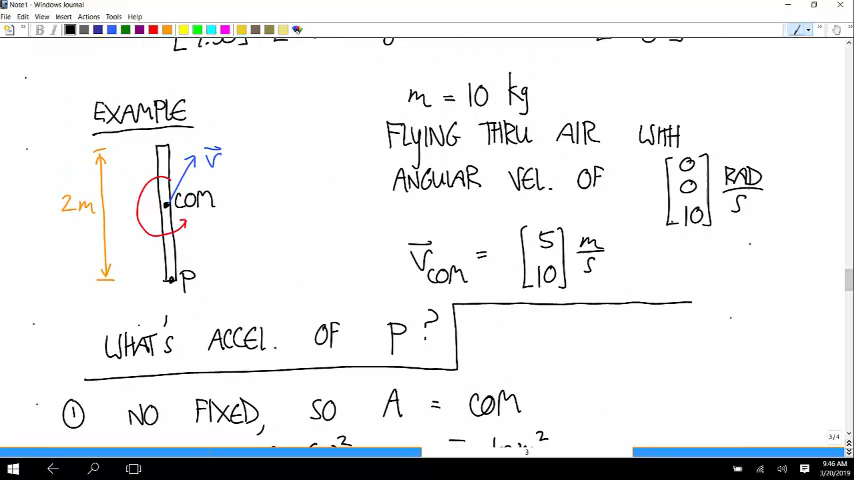 Note1 - Windows Journal
File Edit View Insert Actions Tools Help
EXAMPLE
m = 10 kg
FLYING THRU AIR WITH
ANGULAR VEL. OF [0 0 10] RAD/S
v⃗
2m
COM
P
v⃗COM = [5 10] m/s
WHAT'S ACCEL. OF P?
① NO FIXED, SO A = COM
3/4
3
9:46 AM
3/20/2019